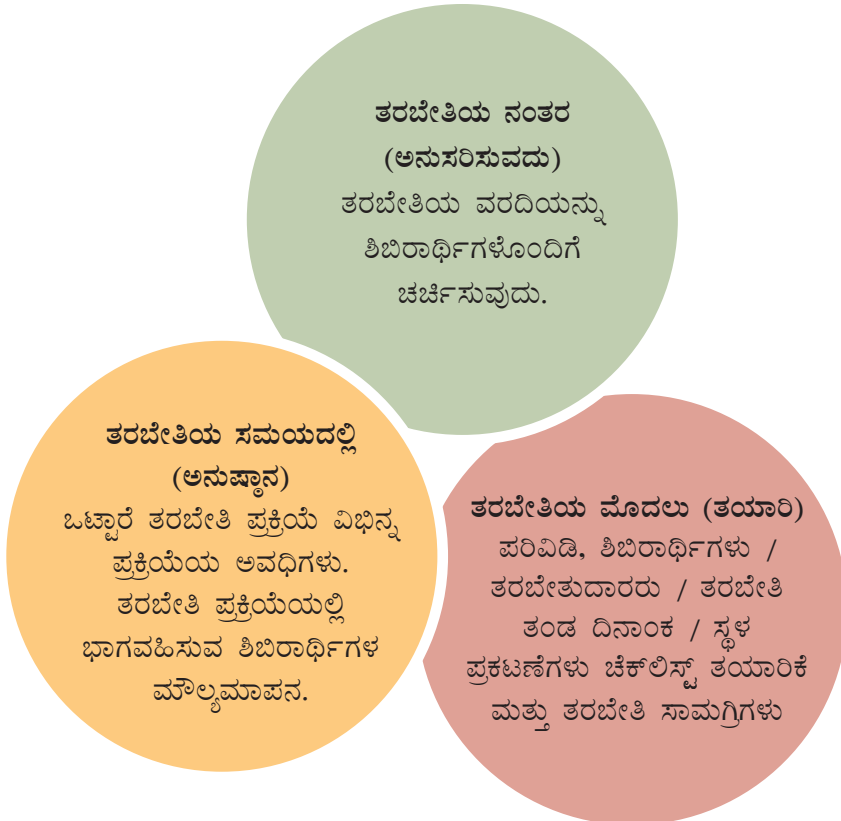 ತರಬೇತಿಯ ನಂತರ
(ಅನುಸರಿಸುವದು)
ತರಬೇತಿಯ ವರದಿಯನ್ನು
ಶಿಬಿರಾರ್ಥಿಗಳೊಂದಿಗೆ
ಚರ್ಚಿಸುವುದು.
ತರಬೇತಿಯ ಸಮಯದಲ್ಲಿ
(ಅನುಷ್ಠಾನ)
ಒಟ್ಟಾರೆ ತರಬೇತಿ ಪ್ರಕ್ರಿಯೆ ವಿಭಿನ್ನ
ಪ್ರಕ್ರಿಯೆಯ ಅವಧಿಗಳು.
ತರಬೇತಿ ಪ್ರಕ್ರಿಯೆಯಲ್ಲಿ
ಭಾಗವಹಿಸುವ ಶಿಬಿರಾರ್ಥಿಗಳ
ಮೌಲ್ಯಮಾಪನ.
ತರಬೇತಿಯ ಮೊದಲು (ತಯಾರಿ)
ಪರಿವಿಡಿ, ಶಿಬಿರಾರ್ಥಿಗಳು /
ತರಬೇತುದಾರರು / ತರಬೇತಿ
ತಂಡ ದಿನಾಂಕ / ಸ್ಥಳ
ಪ್ರಕಟಣೆಗಳು ಚೆಕ್‌ಲಿಸ್ಟ್ ತಯಾರಿಕೆ
ಮತ್ತು ತರಬೇತಿ ಸಾಮಗ್ರಿಗಳು